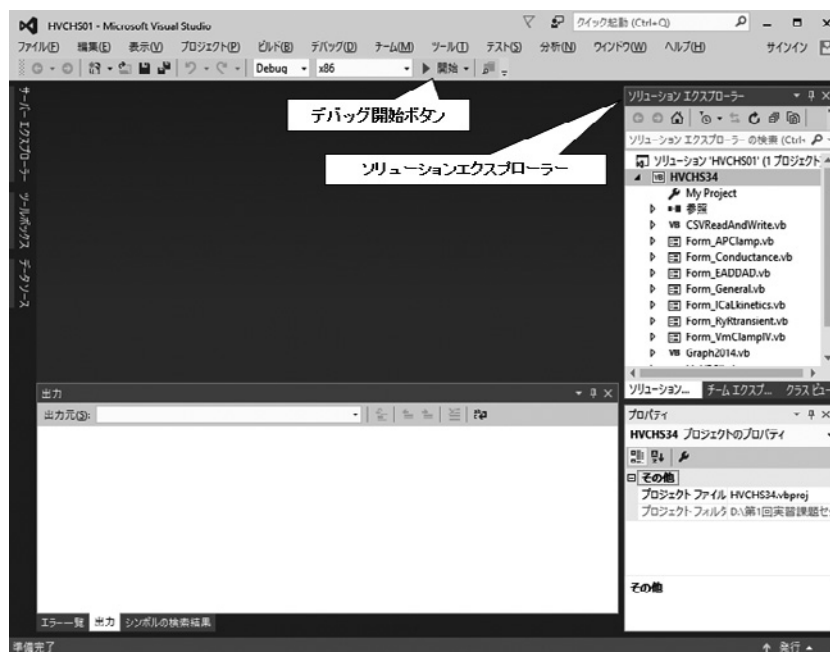 HVCHS01 - Microsoft Visual Studio
クイック起動 (Ctrl+Q)
ファイル(F) 編集(E) 表示(V) プロジェクト(P) ビルド(B) デバッグ(D) チーム(M) ツール(T) テスト(S) 分析(N) ウインドウ(W) ヘルプ(H) サインイン
Debug x86 開始
デバッグ開始ボタン
ソリューションエクスプローラー
サーバー エクスプローラー
ツールボックス
データ ソース
ソリューション エクスプローラー
ソリューション エクスプローラー の検索 (Ctrl+
ソリューション 'HVCHS01' (1 プロジェクト
HVCHS34
My Project
参照
CSVReadAndWrite.vb
Form_APClamp.vb
Form_Conductance.vb
Form_EADDAD.vb
Form_General.vb
Form_ICaLkinetics.vb
Form_RyRtransient.vb
Form_VmClampIV.vb
Graph2014.vb
ソリューション... チーム エクスプ... クラス ビュー
出力
出力元(S):
プロパティ
HVCHS34 プロジェクトのプロパティ
その他
プロジェクト ファイル HVCHS34.vbproj
プロジェクト フォルダ D:\第1回実習課題セ
その他
エラー一覧 出力 シンボルの検索結果
準備完了
発行